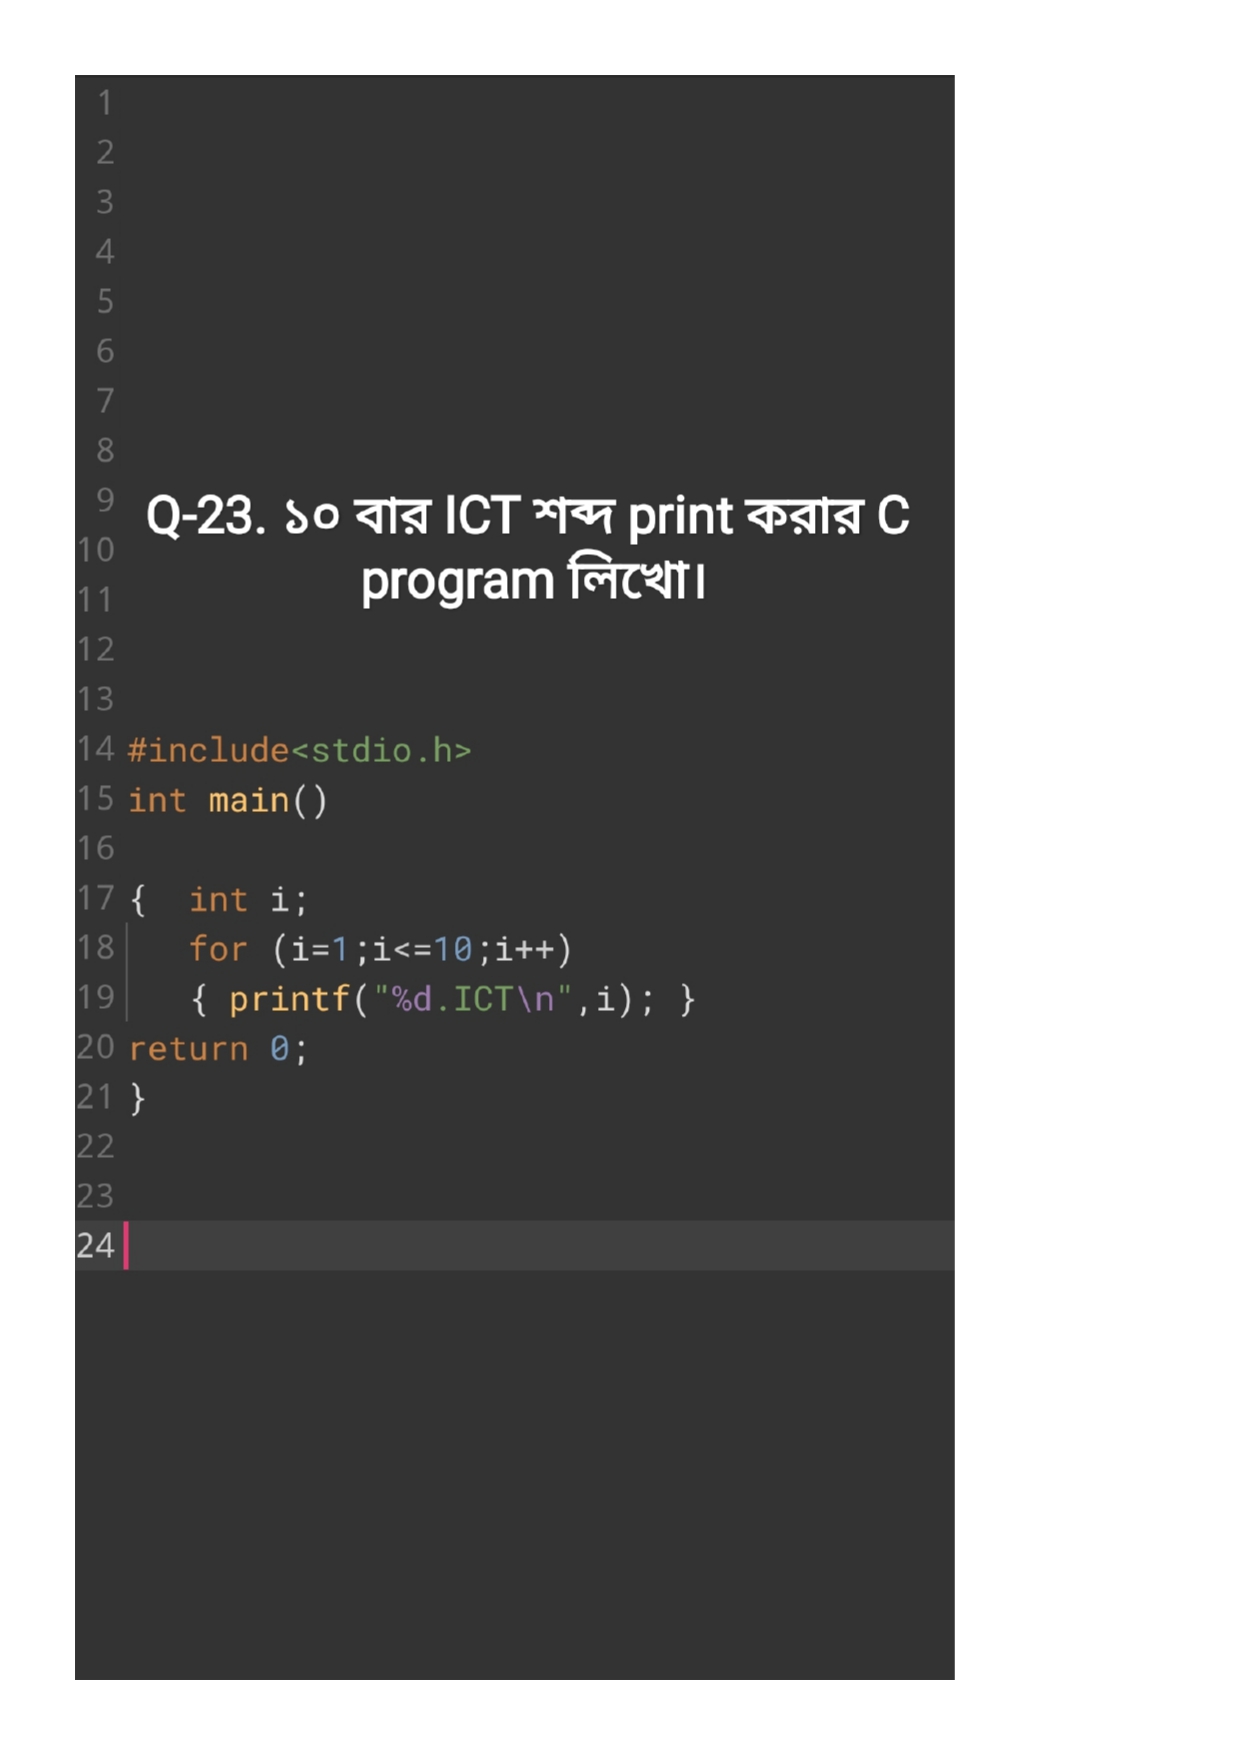 1
2
3
4
5
6
7
8
9 Q-23. ১০ বার ICT শব্দ print করার C
10 program লিখো।
11
12
13
14 #include<stdio.h>
15 int main()
16
17 {  int i;
18    for (i=1;i<=10;i++)
19    { printf("%d.ICT\n",i); }
20 return 0;
21 }
22
23
24